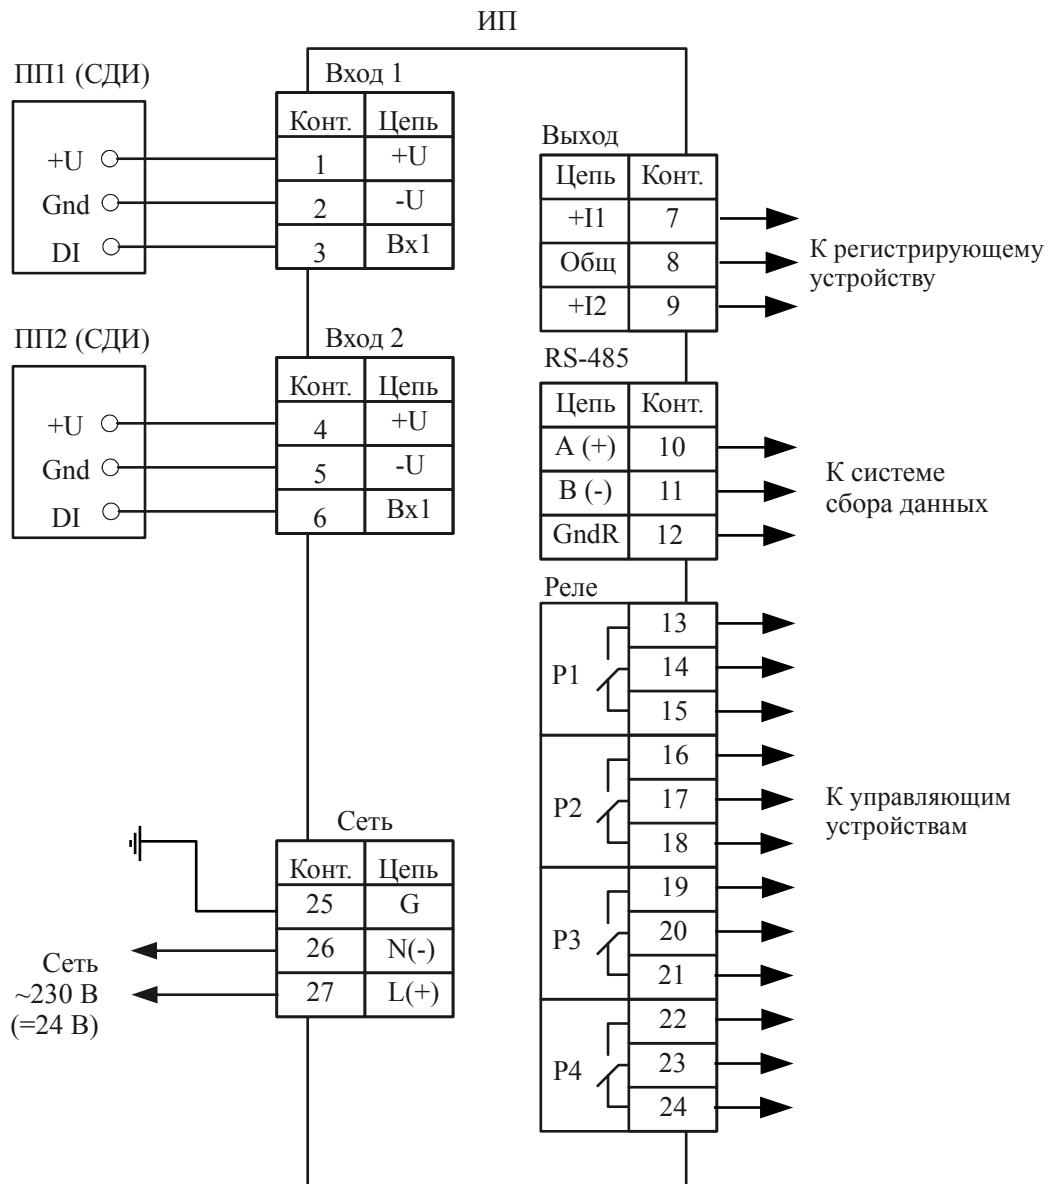 ИП
ПП1 (СДИ)
+U
Gnd
DI
Вход 1
Конт. Цепь
1 +U
2 -U
3 Вх1
ПП2 (СДИ)
+U
Gnd
DI
Вход 2
Конт. Цепь
4 +U
5 -U
6 Вх1
Сеть
Конт. Цепь
25 G
26 N(-)
27 L(+)
Сеть
~230 В
(=24 В)
Выход
Цепь Конт.
+I1 7
Общ 8
+I2 9
К регистрирующему
устройству
RS-485
Цепь Конт.
A (+) 10
B (-) 11
GndR 12
К системе
сбора данных
Реле
P1
13
14
15
P2
16
17
18
P3
19
20
21
P4
22
23
24
К управляющим
устройствам